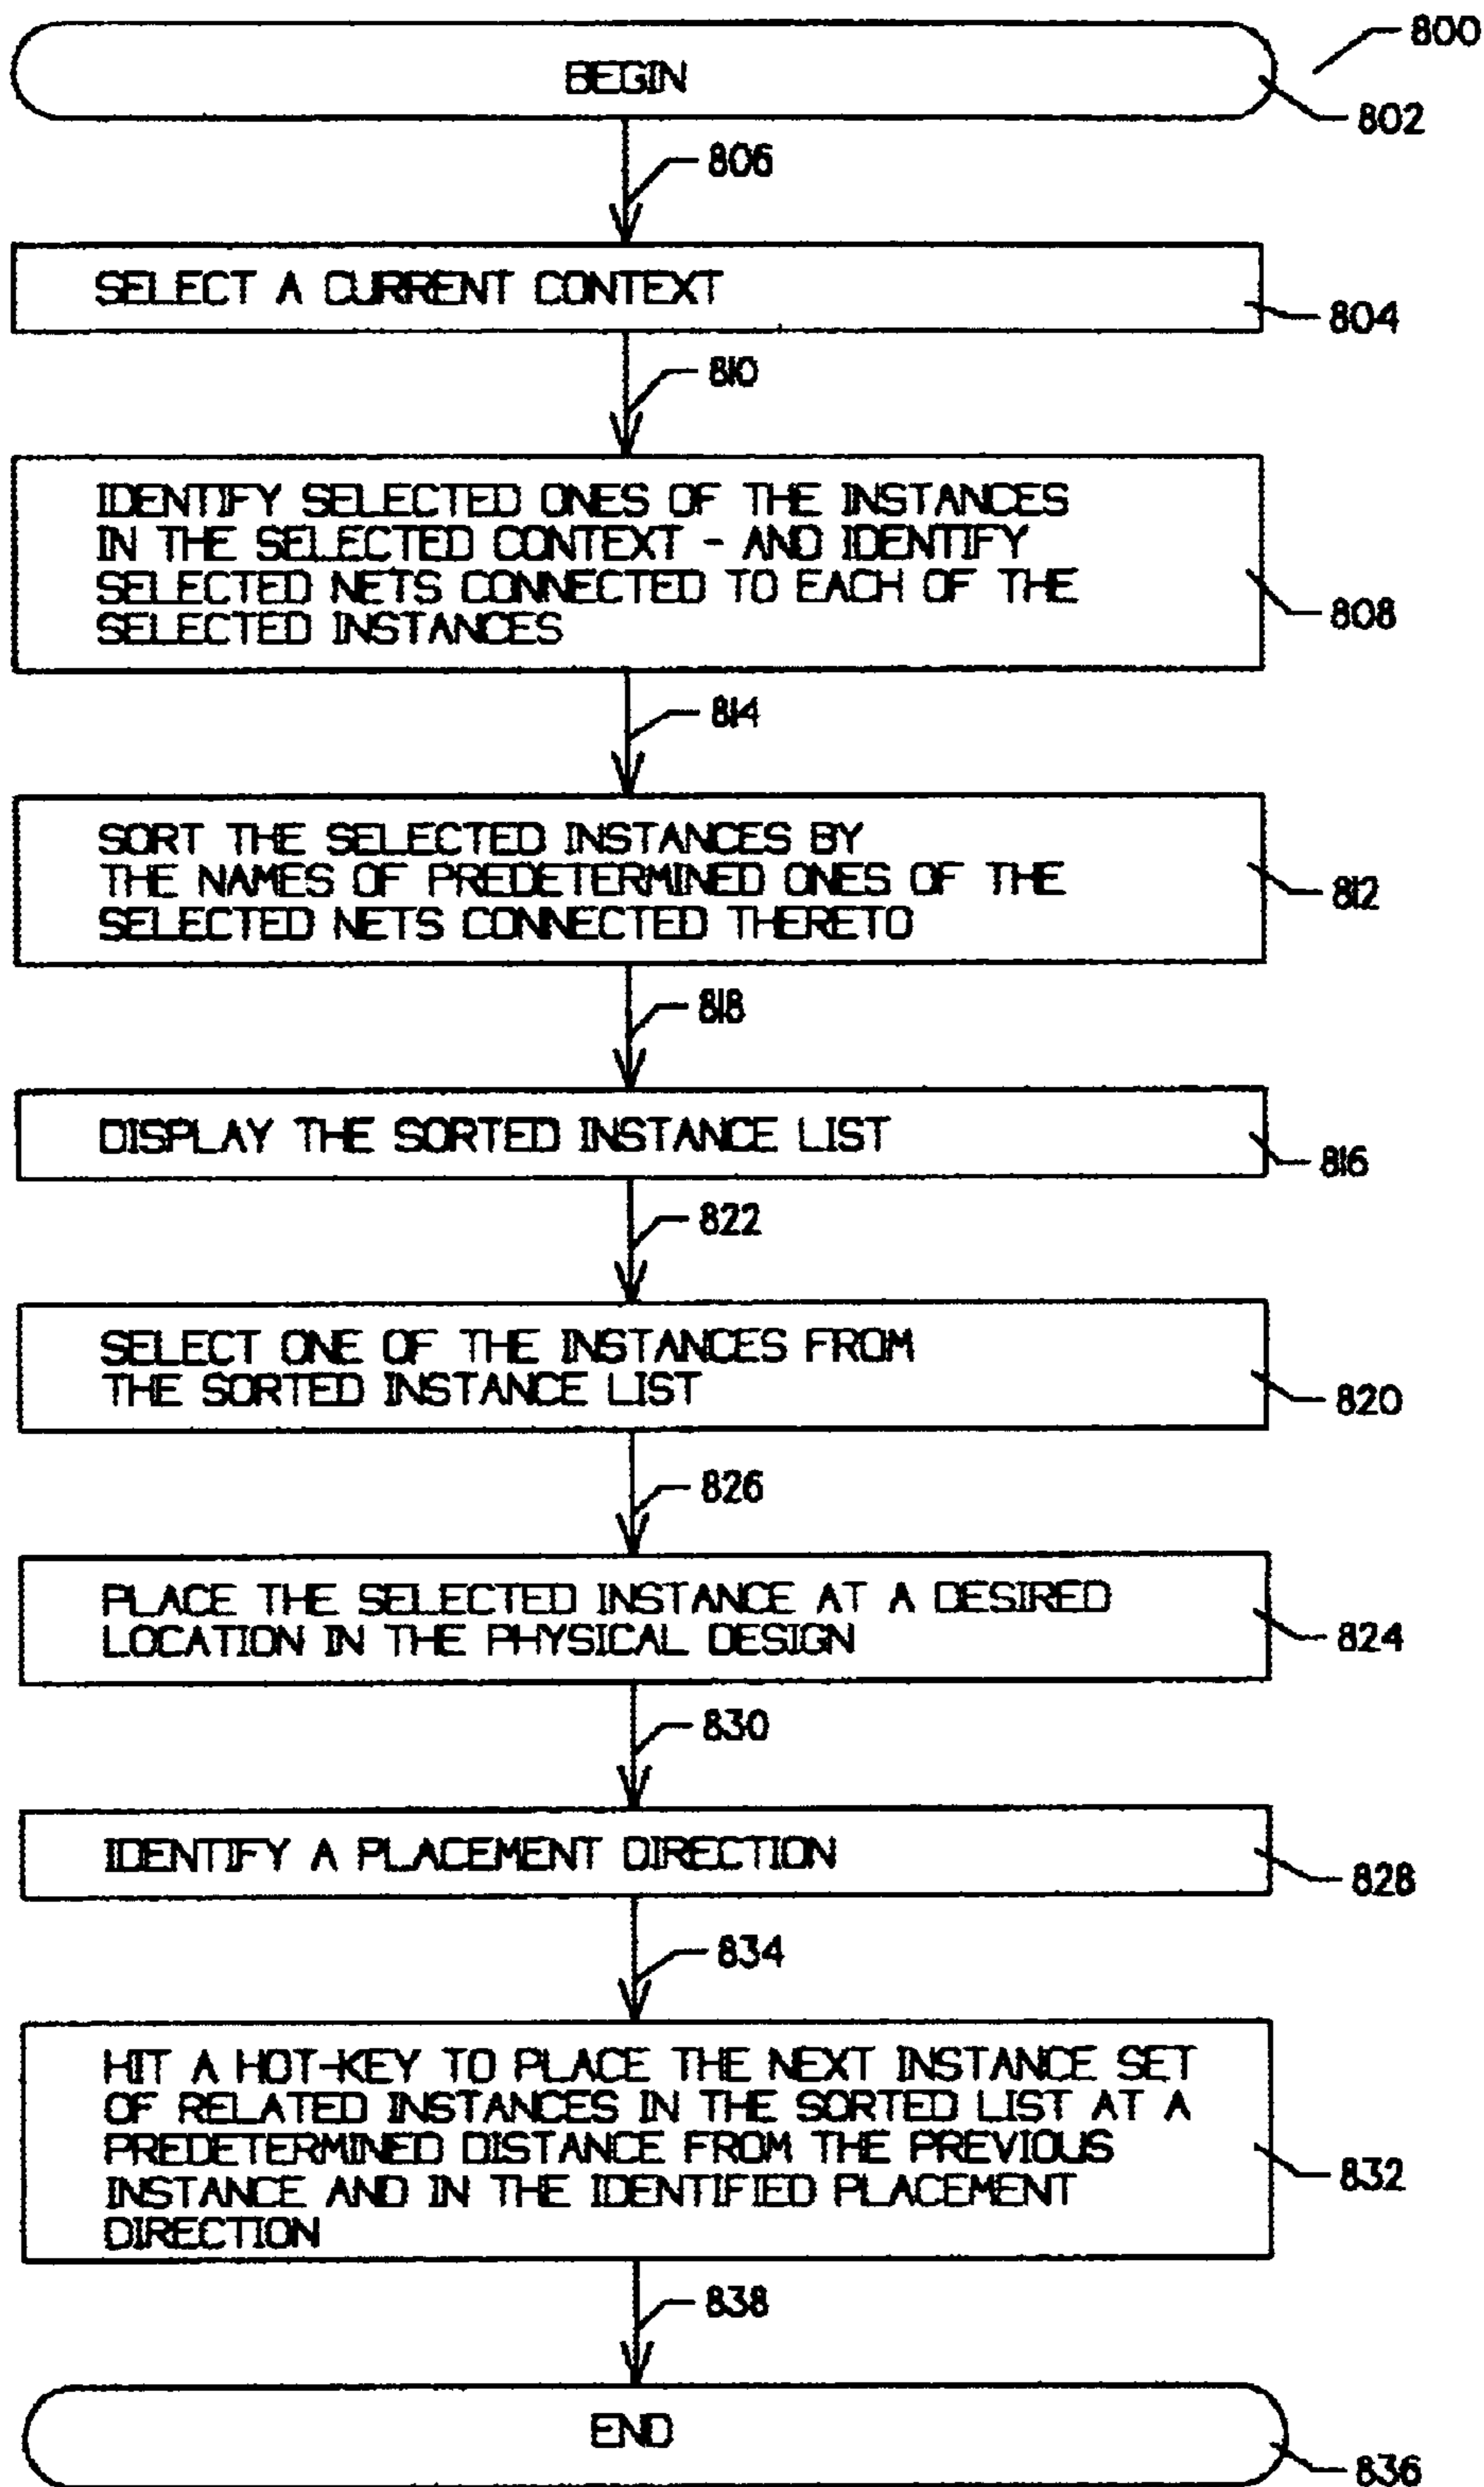 800
BEGIN
802
806
SELECT A CURRENT CONTEXT
804
810
IDENTIFY SELECTED ONES OF THE INSTANCES
IN THE SELECTED CONTEXT - AND IDENTIFY
SELECTED NETS CONNECTED TO EACH OF THE
SELECTED INSTANCES
808
814
SORT THE SELECTED INSTANCES BY
THE NAMES OF PREDETERMINED ONES OF THE
SELECTED NETS CONNECTED THERETO
812
818
DISPLAY THE SORTED INSTANCE LIST
816
822
SELECT ONE OF THE INSTANCES FROM
THE SORTED INSTANCE LIST
820
826
PLACE THE SELECTED INSTANCE AT A DESIRED
LOCATION IN THE PHYSICAL DESIGN
824
830
IDENTIFY A PLACEMENT DIRECTION
828
834
HIT A HOT-KEY TO PLACE THE NEXT INSTANCE SET
OF RELATED INSTANCES IN THE SORTED LIST AT A
PREDETERMINED DISTANCE FROM THE PREVIOUS
INSTANCE AND IN THE IDENTIFIED PLACEMENT
DIRECTION
832
838
END
836